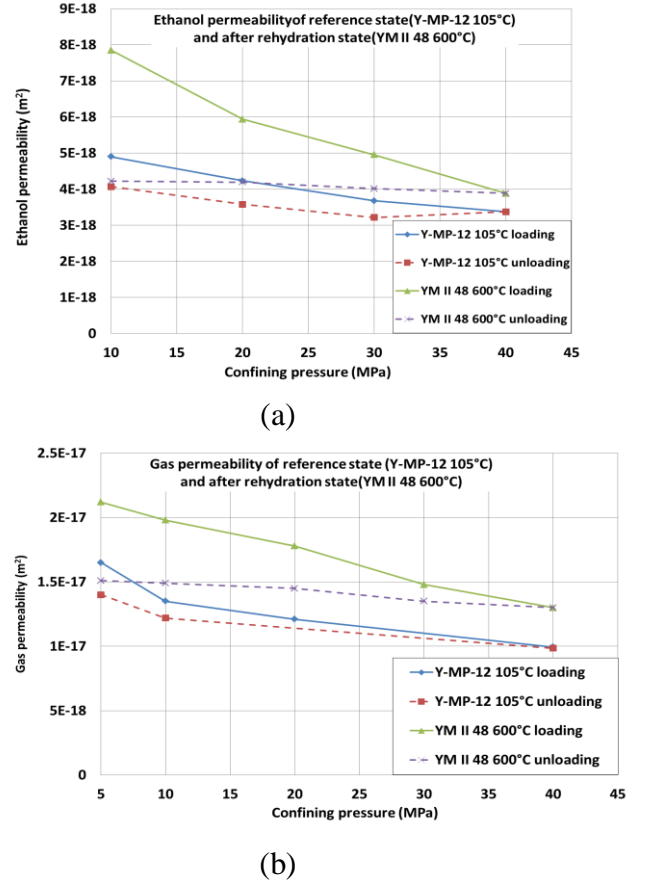 Ethanol permeabilityof reference state(Y-MP-12 105°C)
and after rehydration state(YM II 48 600°C)
9E-18
8E-18
7E-18
6E-18
5E-18
4E-18
3E-18
2E-18
1E-18
0
Ethanol permeability (m²)
Y-MP-12 105°C loading
Y-MP-12 105°C unloading
YM II 48 600°C loading
YM II 48 600°C unloading
10 15 20 25 30 35 40 45
Confining pressure (MPa)
(a)
Gas permeability of reference state (Y-MP-12 105°C)
and after rehydration state(YM II 48 600°C)
2.5E-17
2E-17
1.5E-17
1E-17
5E-18
0
Gas permeability (m²)
Y-MP-12 105°C loading
Y-MP-12 105°C unloading
YM II 48 600°C loading
YM II 48 600°C unloading
5 10 15 20 25 30 35 40 45
Confining pressure (MPa)
(b)